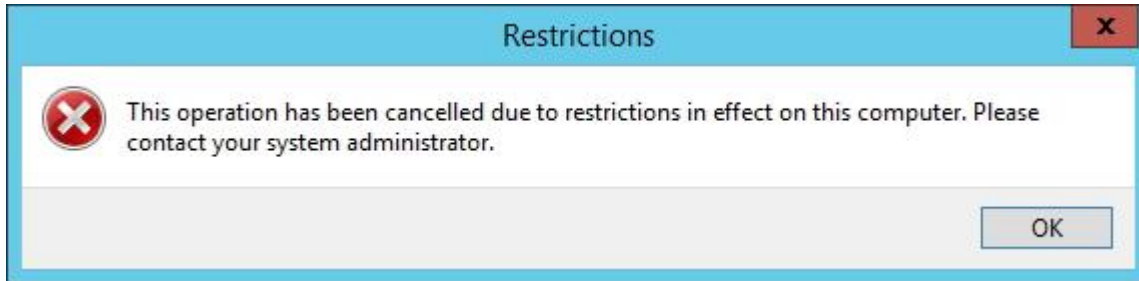 Restrictions
x
This operation has been cancelled due to restrictions in effect on this computer. Please
contact your system administrator.
OK